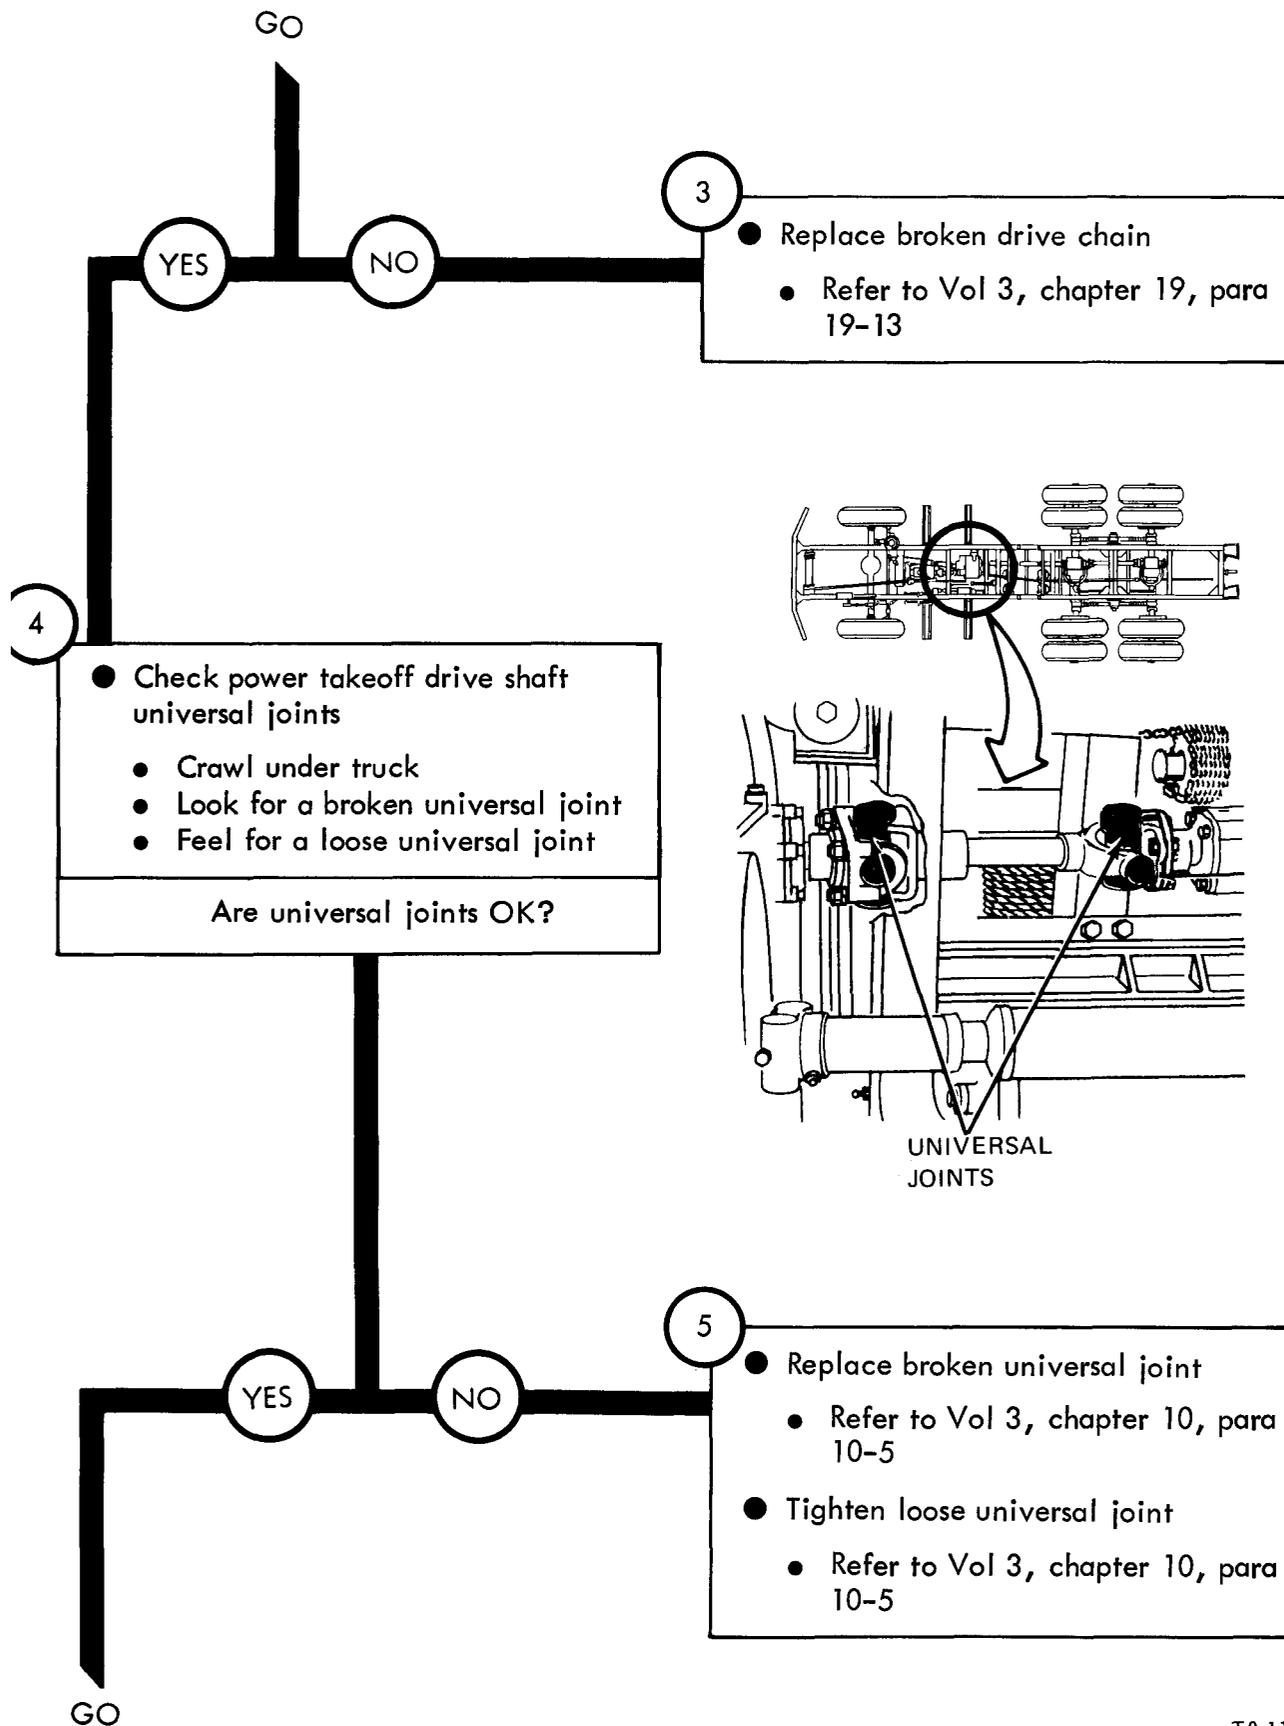 GO
YES
NO
3
● Replace broken drive chain
● Refer to Vol 3, chapter 19, para
19-13
4
● Check power takeoff drive shaft
universal joints
● Crawl under truck
● Look for a broken universal joint
● Feel for a loose universal joint
Are universal joints OK?
UNIVERSAL
JOINTS
YES
NO
5
● Replace broken universal joint
● Refer to Vol 3, chapter 10, para
10-5
● Tighten loose universal joint
● Refer to Vol 3, chapter 10, para
10-5
GO